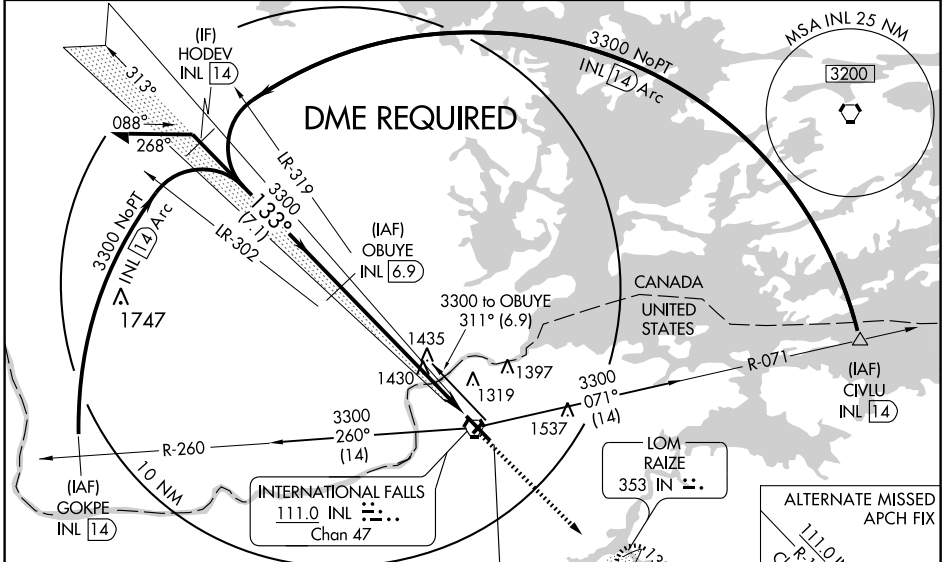 (IF)
HODEV
INL 14
313°
088°
268°
3300 NoPT
INL 14 Arc
MSA INL 25 NM
3200
DME REQUIRED
LR-319
3300
133°
(7.1)
LR-302
3300 NoPT
INL 14 Arc
1747
(IAF)
OBUYE
INL 6.9
3300 to OBUYE
311° (6.9)
CANADA
UNITED
STATES
1435
1430
1319
1397
1537
3300
071°
(14)
R-071
(IAF)
CIVLU
INL 14
3300
260°
(14)
R-260
(IAF)
GOKPE
INL 14
10 NM
INTERNATIONAL FALLS
111.0 INL
Chan 47
LOM
RAIZE
353 IN
ALTERNATE MISSED
APCH FIX
111.0